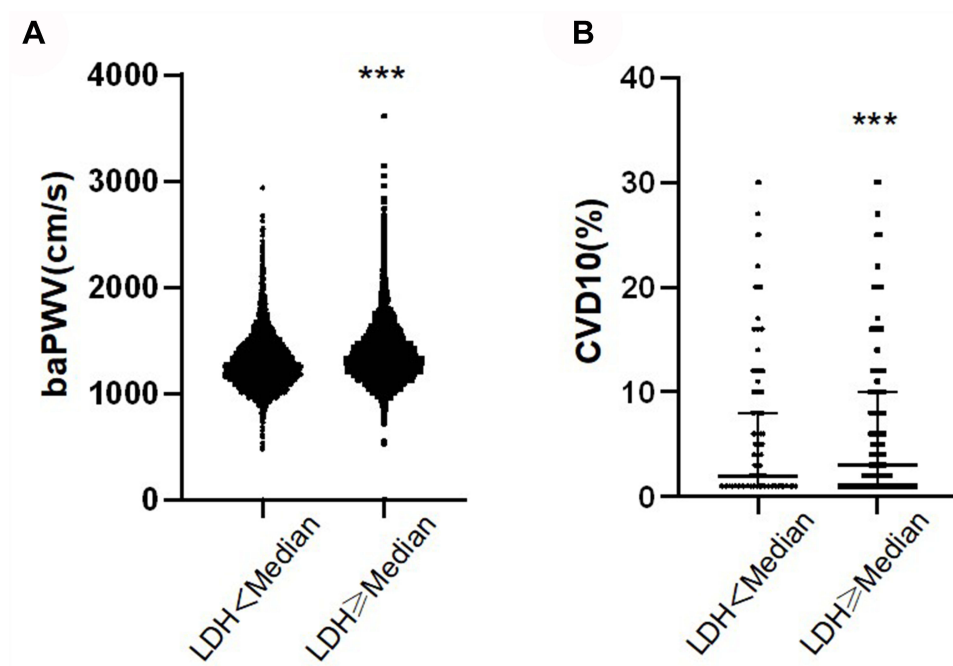 A
baPWV(cm/s)
4000
3000
2000
1000
0
***
LDH<Median
LDH⩾Median
B
CVD10(%)
40
30
20
10
0
***
LDH<Median
LDH⩾Median